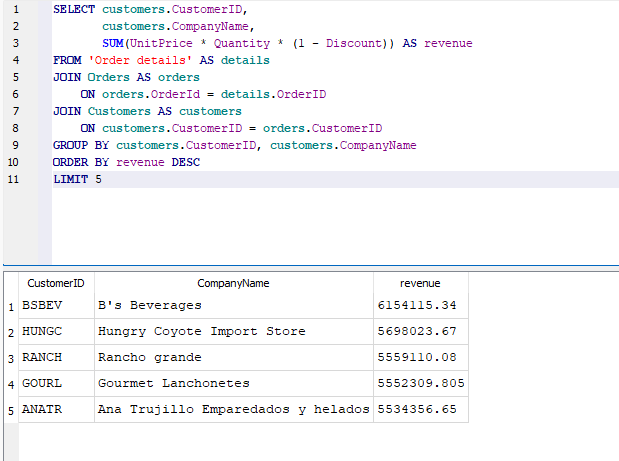 1 SELECT customers.CustomerID,
2 customers.CompanyName,
3 SUM(UnitPrice * Quantity * (1 - Discount)) AS revenue
4 FROM 'Order details' AS details
5 JOIN Orders AS orders
6 ON orders.OrderId = details.OrderID
7 JOIN Customers AS customers
8 ON customers.CustomerID = orders.CustomerID
9 GROUP BY customers.CustomerID, customers.CompanyName
10 ORDER BY revenue DESC
11 LIMIT 5
CustomerID CompanyName revenue
1 BSBEV B's Beverages 6154115.34
2 HUNGC Hungry Coyote Import Store 5698023.67
3 RANCH Rancho grande 5559110.08
4 GOURL Gourmet Lanchonetes 5552309.805
5 ANATR Ana Trujillo Emparedados y helados 5534356.65